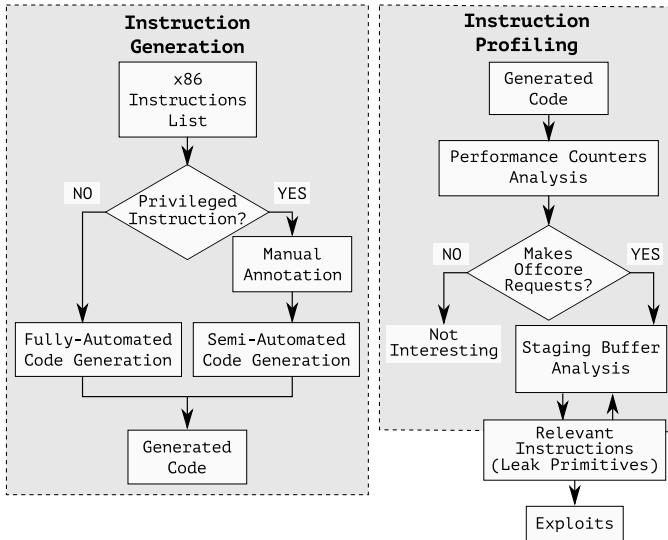 Instruction
Generation
x86
Instructions
List
NO
Privileged
Instruction?
YES
Manual
Annotation
Fully-Automated
Code Generation
Semi-Automated
Code Generation
Generated
Code
Instruction
Profiling
Generated
Code
Performance Counters
Analysis
NO
Makes
Offcore
Requests?
YES
Not
Interesting
Staging Buffer
Analysis
Relevant
Instructions
(Leak Primitives)
Exploits